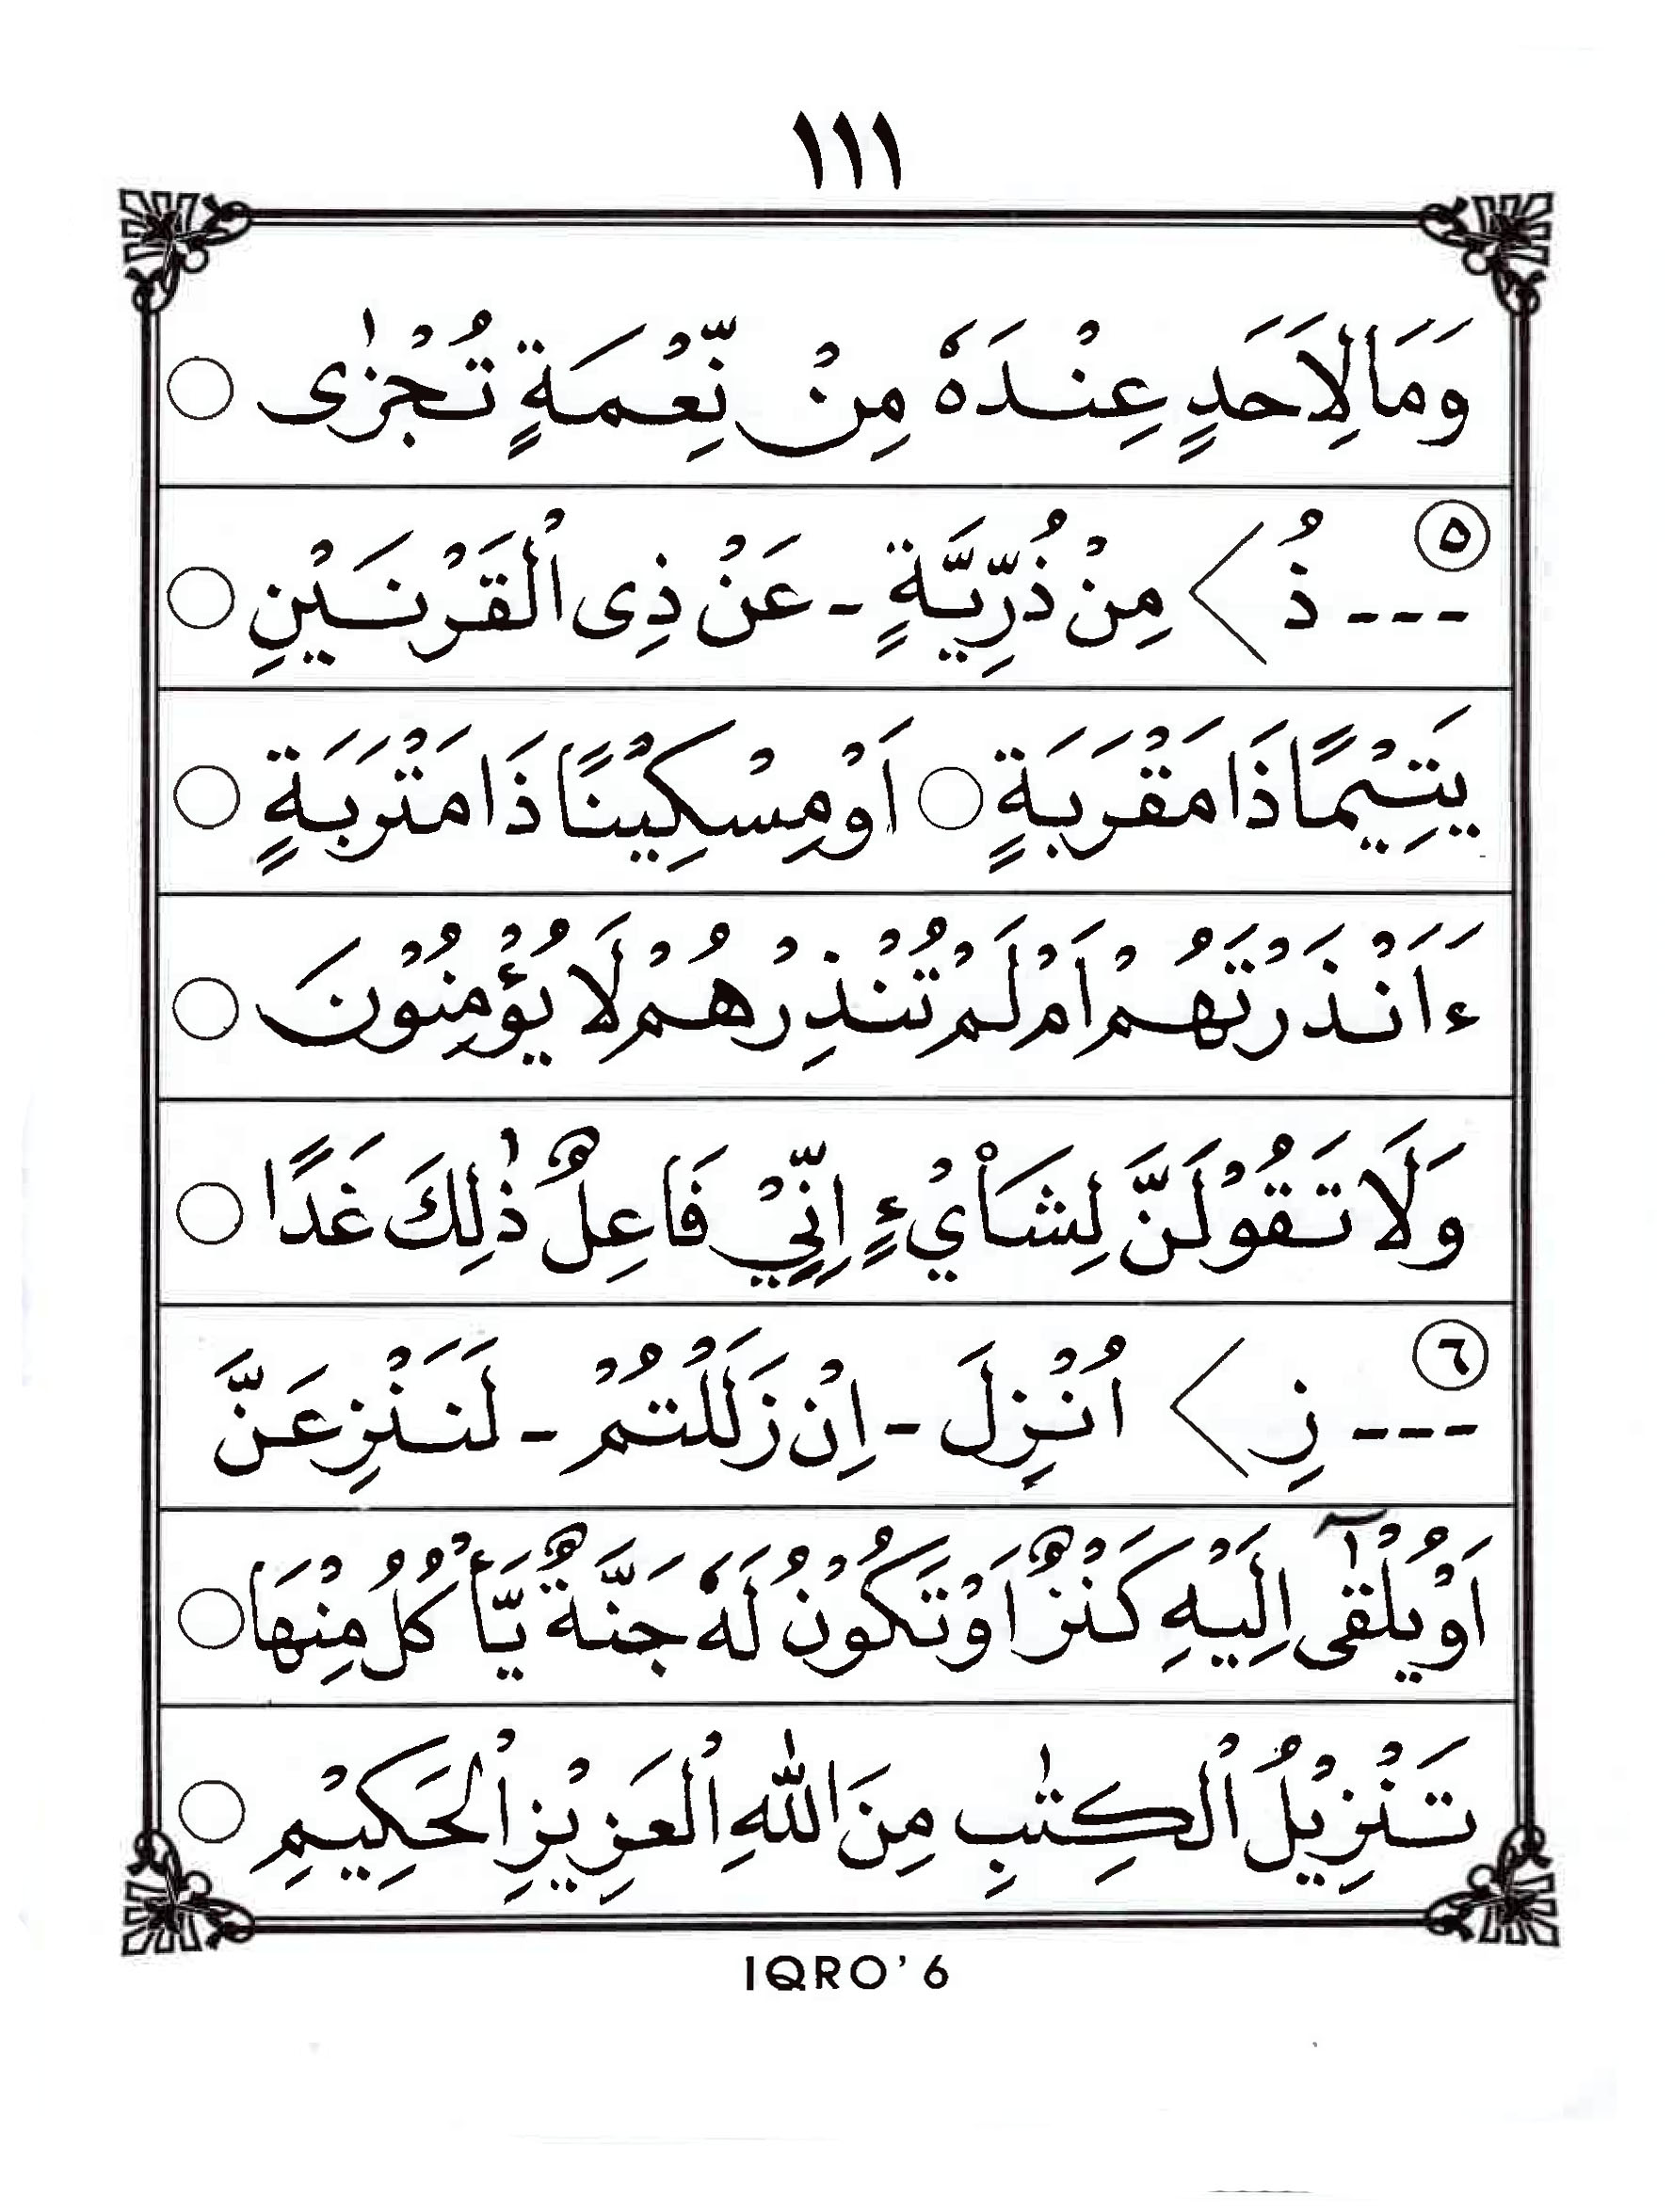 ١١١
وَمَا لِاَحَدٍ عِنْدَهٗ مِنْ نِّعْمَةٍ تُجْزٰى ○
٥ --- ذُ > مِنْ ذُرِّيَّةٍ - عَنْ ذِى الْقَرْنَيْنِ ○
يَتِيْمًا ذَا مَقْرَبَةٍ ○ اَوْ مِسْكِيْنًا ذَا مَتْرَبَةٍ ○
ءَاَنْذَرْتَهُمْ اَمْ لَمْ تُنْذِرْهُمْ لَا يُؤْمِنُوْنَ ○
وَلَا تَقُوْلَنَّ لِشَا۟يْءٍ اِنِّيْ فَاعِلٌ ذٰلِكَ غَدًا ○
٦ --- زِ > اُنْزِلَ - اِنْ زَلَلْتُمْ - لَنَنْزِعَنَّ
اَوْ يُلْقٰىٓ اِلَيْهِ كَنْزٌ اَوْ تَكُوْنُ لَهٗ جَنَّةٌ يَّأْكُلُ مِنْهَا ○
تَنْزِيْلُ الْكِتٰبِ مِنَ اللّٰهِ الْعَزِيْزِ الْحَكِيْمِ ○
IQRO' 6